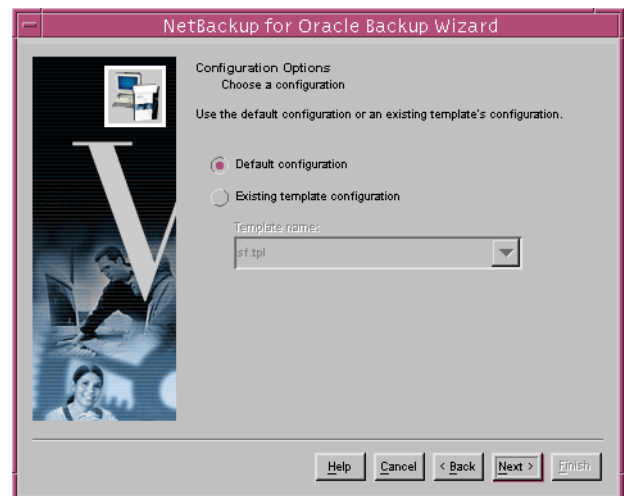 NetBackup for Oracle Backup Wizard
Configuration Options
Choose a configuration
Use the default configuration or an existing template's configuration.
Default configuration
Existing template configuration
Template name:
sf.tpl
V
Help
Cancel
< Back
Next >
Finish